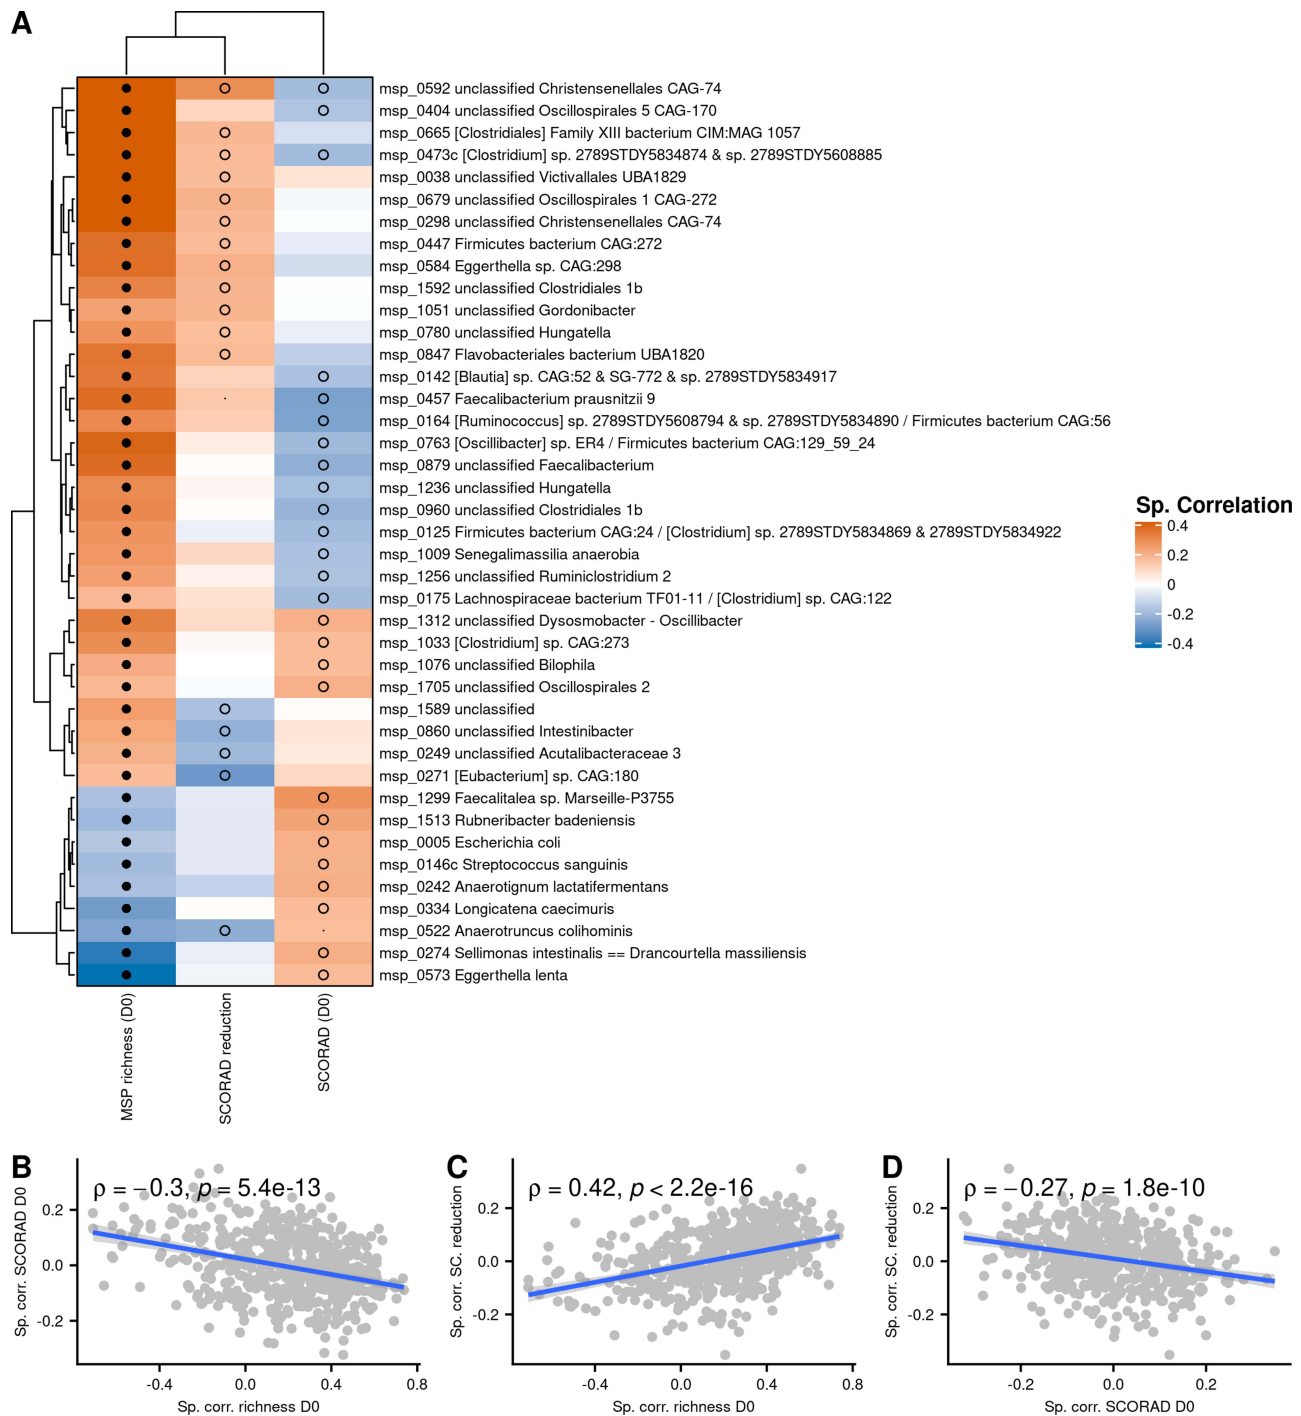 A
msp_0592 unclassified Christensenellales CAG-74
msp_0404 unclassified Oscillospirales 5 CAG-170
msp_0665 [Clostridiales] Family XIII bacterium CIM:MAG 1057
msp_0473c [Clostridium] sp. 2789STDY5834874 & sp. 2789STDY5608885
msp_0038 unclassified Victivallales UBA1829
msp_0679 unclassified Oscillospirales 1 CAG-272
msp_0298 unclassified Christensenellales CAG-74
msp_0447 Firmicutes bacterium CAG:272
msp_0584 Eggerthella sp. CAG:298
msp_1592 unclassified Clostridiales 1b
msp_1051 unclassified Gordonibacter
msp_0780 unclassified Hungatella
msp_0847 Flavobacteriales bacterium UBA1820
msp_0142 [Blautia] sp. CAG:52 & SG-772 & sp. 2789STDY5834917
msp_0457 Faecalibacterium prausnitzii 9
msp_0164 [Ruminococcus] sp. 2789STDY5608794 & sp. 2789STDY5834890 / Firmicutes bacterium CAG:56
msp_0763 [Oscillibacter] sp. ER4 / Firmicutes bacterium CAG:129_59_24
msp_0879 unclassified Faecalibacterium
msp_1236 unclassified Hungatella
msp_0960 unclassified Clostridiales 1b
msp_0125 Firmicutes bacterium CAG:24 / [Clostridium] sp. 2789STDY5834869 & 2789STDY5834922
msp_1009 Senegalimassilia anaerobia
msp_1256 unclassified Ruminiclostridium 2
msp_0175 Lachnospiraceae bacterium TF01-11 / [Clostridium] sp. CAG:122
msp_1312 unclassified Dysosmobacter - Oscillibacter
msp_1033 [Clostridium] sp. CAG:273
msp_1076 unclassified Bilophila
msp_1705 unclassified Oscillospirales 2
msp_1589 unclassified
msp_0860 unclassified Intestinibacter
msp_0249 unclassified Acutalibacteraceae 3
msp_0271 [Eubacterium] sp. CAG:180
msp_1299 Faecalitalea sp. Marseille-P3755
msp_1513 Rubneribacter badeniensis
msp_0005 Escherichia coli
msp_0146c Streptococcus sanguinis
msp_0242 Anaerotignum lactatifermentans
msp_0334 Longicatena caecimuris
msp_0522 Anaerotruncus colihominis
msp_0274 Sellimonas intestinalis == Drancourtella massiliensis
msp_0573 Eggerthella lenta
MSP richness (D0)
SCORAD reduction
SCORAD (D0)
Sp. Correlation
0.4
0.2
0
-0.2
-0.4
B
ρ = −0.3, p = 5.4e-13
Sp. corr. SCORAD D0
0.2
0.0
-0.2
-0.4
0.0
0.4
0.8
Sp. corr. richness D0
C
ρ = 0.42, p < 2.2e-16
Sp. corr. SC. reduction
0.2
0.0
-0.2
-0.4
0.0
0.4
0.8
Sp. corr. richness D0
D
ρ = −0.27, p = 1.8e-10
Sp. corr. SC. reduction
0.2
0.0
-0.2
-0.2
0.0
0.2
Sp. corr. SCORAD D0